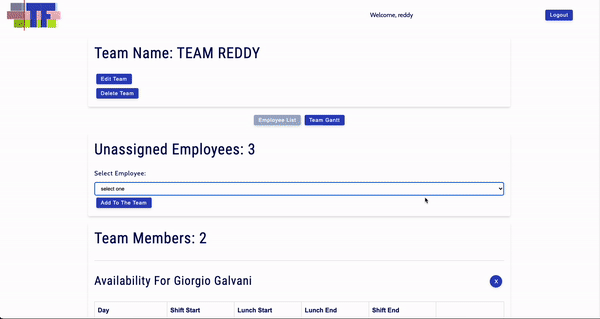 TF
Welcome, reddy
Logout
Team Name: TEAM REDDY
Edit Team
Delete Team
Employee List
Team Gantt
Unassigned Employees: 3
Select Employee:
select one
Add To The Team
Team Members: 2
Availability For Giorgio Galvani
X
Day Shift Start Lunch Start Lunch End Shift End